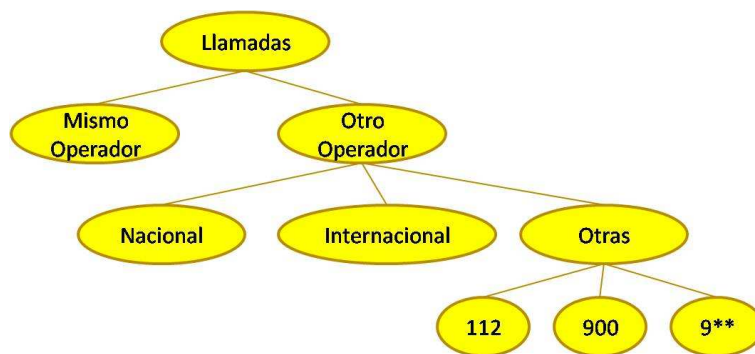 Llamadas
Mismo
Operador
Otro
Operador
Nacional
Internacional
Otras
112
900
9**